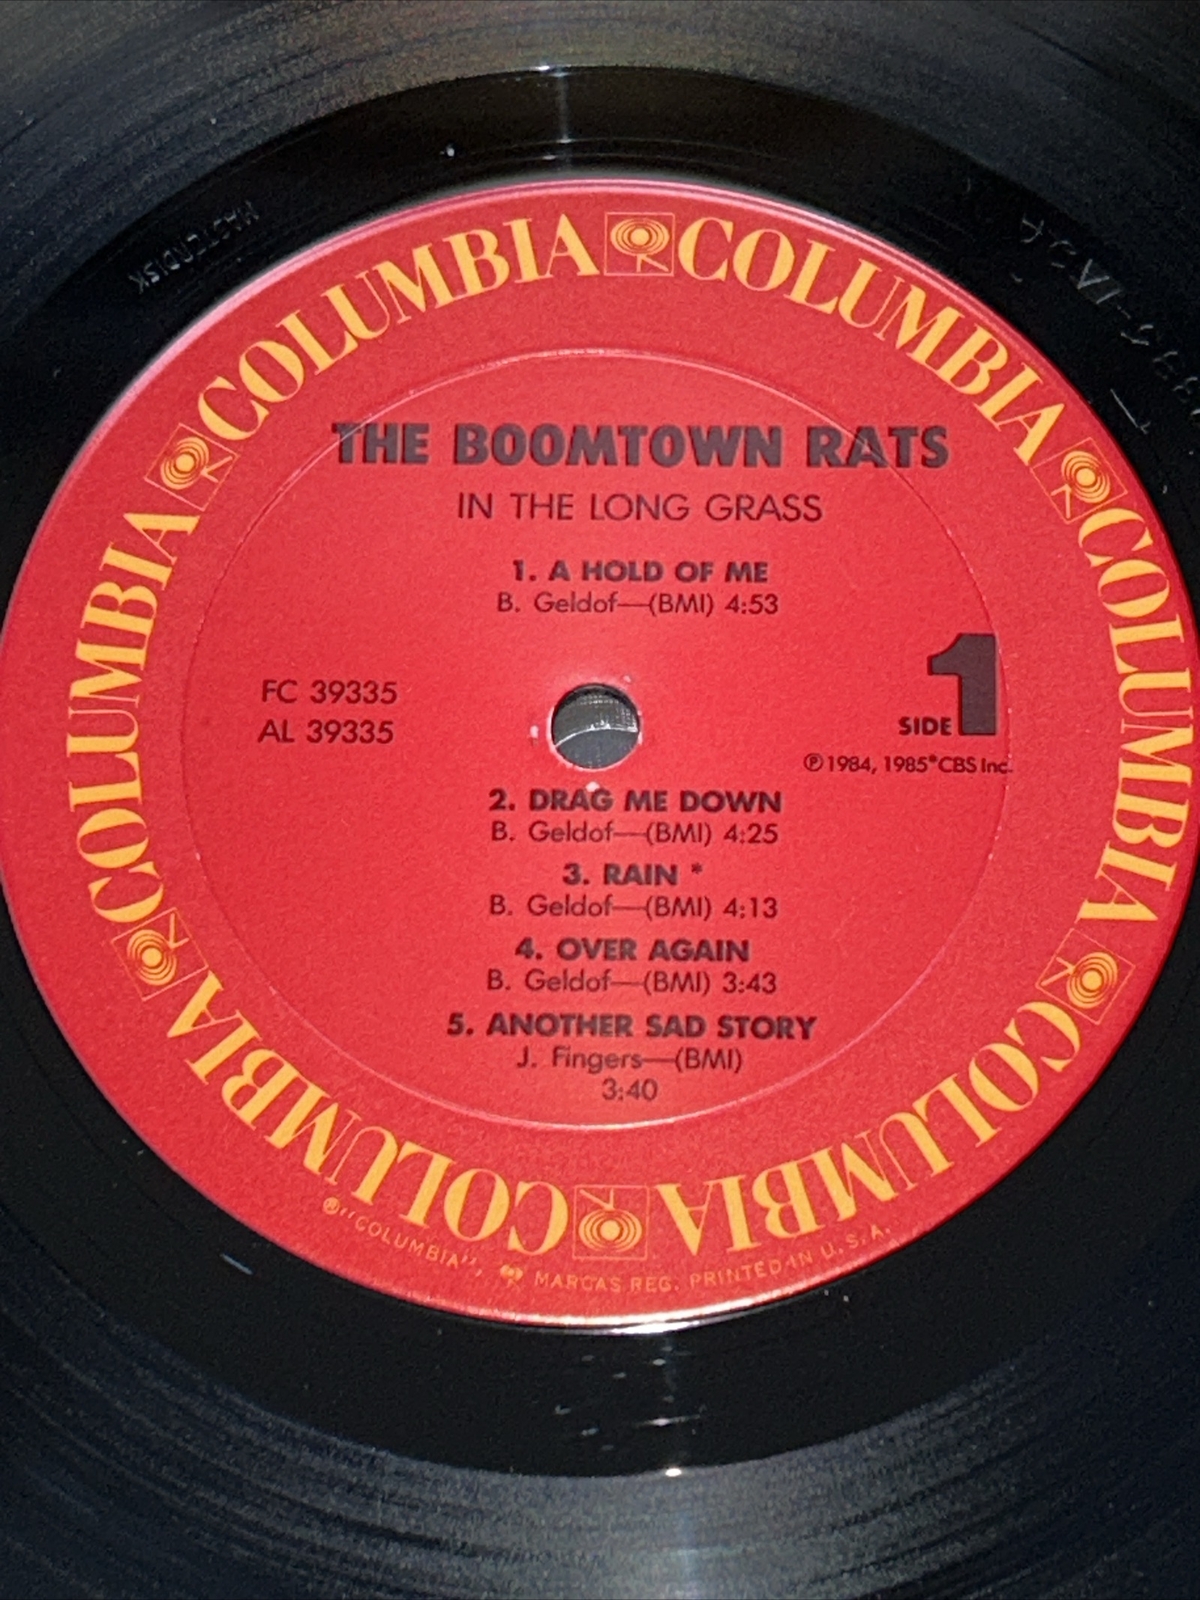 COLUMBIA COLUMBIA COLUMBIA COLUMBIA COLUMBIA COLUMBIA COLUMBIA
THE BOOMTOWN RATS
IN THE LONG GRASS
1. A HOLD OF ME
B. Geldof—(BMI) 4:53
FC 39335
AL 39335
SIDE 1
℗ 1984, 1985*CBS Inc.
2. DRAG ME DOWN
B. Geldof—(BMI) 4:25
3. RAIN *
B. Geldof—(BMI) 4:13
4. OVER AGAIN
B. Geldof—(BMI) 3:43
5. ANOTHER SAD STORY
J. Fingers—(BMI)
3:40
®"COLUMBIA", MARCAS REG. PRINTED IN U.S.A.
MASTERDISK